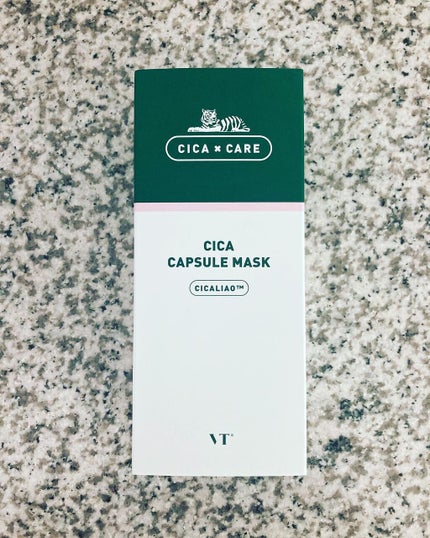 CICA × CARE
CICA
CAPSULE MASK
CICALIAO™
VT®